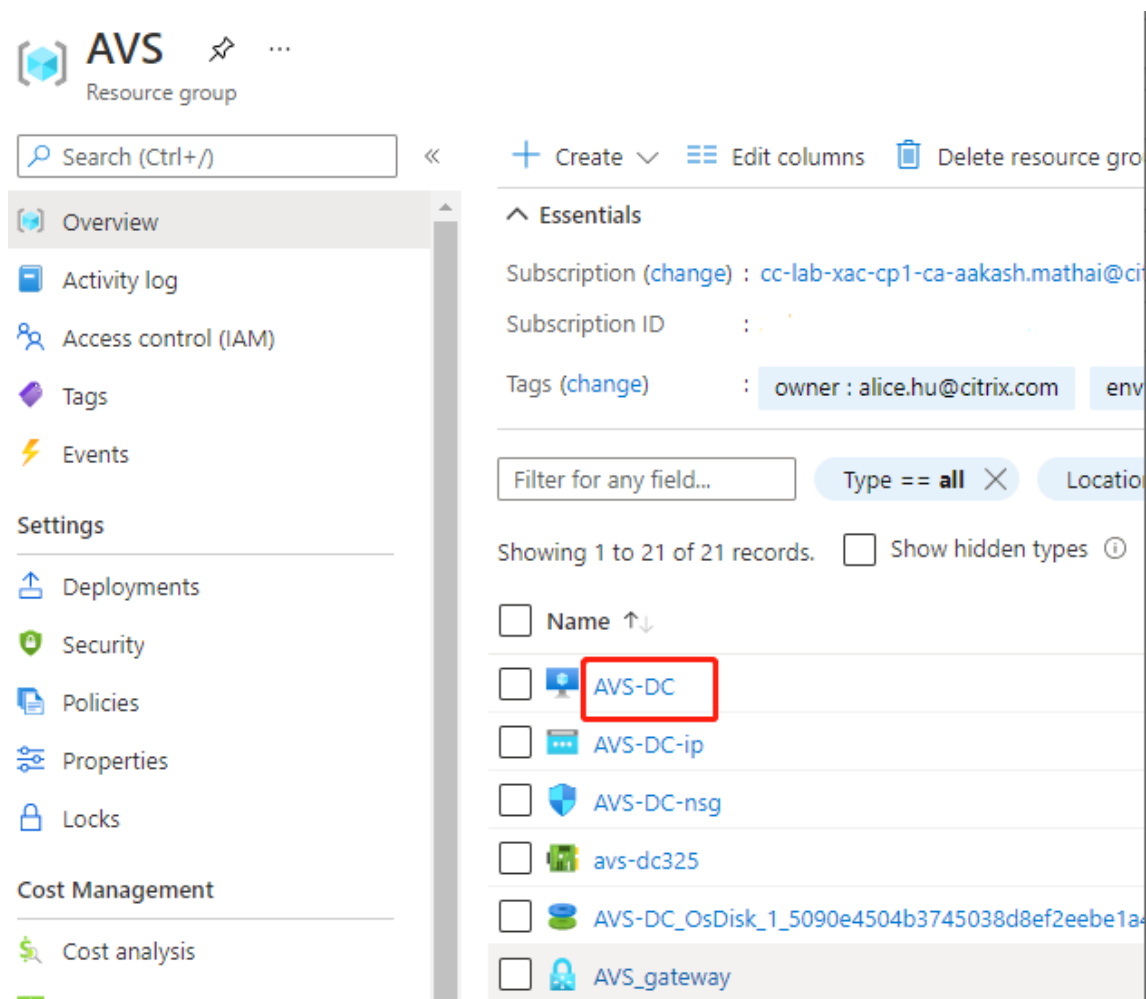 AVS
Resource group
Search (Ctrl+/)
Overview
Activity log
Access control (IAM)
Tags
Events
Settings
Deployments
Security
Policies
Properties
Locks
Cost Management
Cost analysis
Create Edit columns Delete resource gro
Essentials
Subscription (change) : cc-lab-xac-cp1-ca-aakash.mathai@ci
Subscription ID :
Tags (change) : owner : alice.hu@citrix.com env
Filter for any field... Type == all Location
Showing 1 to 21 of 21 records. Show hidden types
Name
AVS-DC
AVS-DC-ip
AVS-DC-nsg
avs-dc325
AVS-DC_OsDisk_1_5090e4504b3745038d8ef2eebe1a4
AVS_gateway